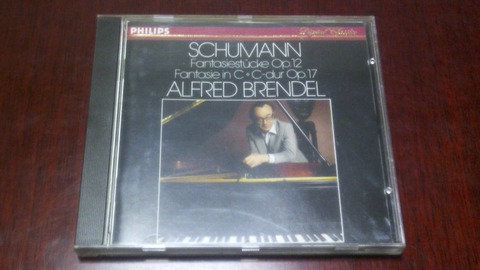 PHILIPS
SCHUMANN
Fantasiestücke Op.12
Fantasie in C • C-dur Op.17
ALFRED BRENDEL